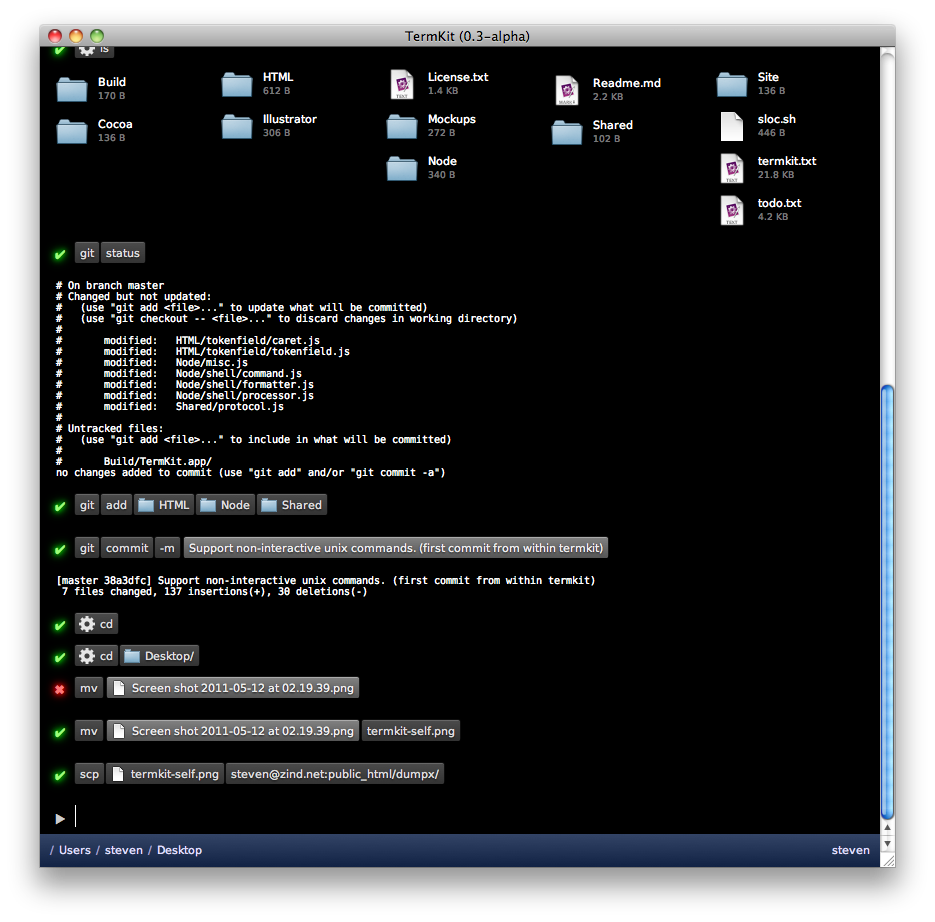 TermKit (0.3-alpha)
ls
Build
170 B
HTML
612 B
License.txt
1.4 KB
Readme.md
2.2 KB
Site
136 B
Cocoa
136 B
Illustrator
306 B
Mockups
272 B
Shared
102 B
sloc.sh
446 B
Node
340 B
termkit.txt
21.8 KB
todo.txt
4.2 KB
git status
# On branch master
# Changed but not updated:
#   (use "git add <file>..." to update what will be committed)
#   (use "git checkout -- <file>..." to discard changes in working directory)
#
#       modified:   HTML/tokenfield/caret.js
#       modified:   HTML/tokenfield/tokenfield.js
#       modified:   Node/misc.js
#       modified:   Node/shell/command.js
#       modified:   Node/shell/formatter.js
#       modified:   Node/shell/processor.js
#       modified:   Shared/protocol.js
#
# Untracked files:
#   (use "git add <file>..." to include in what will be committed)
#
#       Build/TermKit.app/
no changes added to commit (use "git add" and/or "git commit -a")
git add HTML Node Shared
git commit -m Support non-interactive unix commands. (first commit from within termkit)
[master 38a3dfc] Support non-interactive unix commands. (first commit from within termkit)
 7 files changed, 137 insertions(+), 30 deletions(-)
cd
cd Desktop/
mv Screen shot 2011-05-12 at 02.19.39.png
mv Screen shot 2011-05-12 at 02.19.39.png termkit-self.png
scp termkit-self.png steven@zind.net:public_html/dumpx/
/ Users / steven / Desktop steven